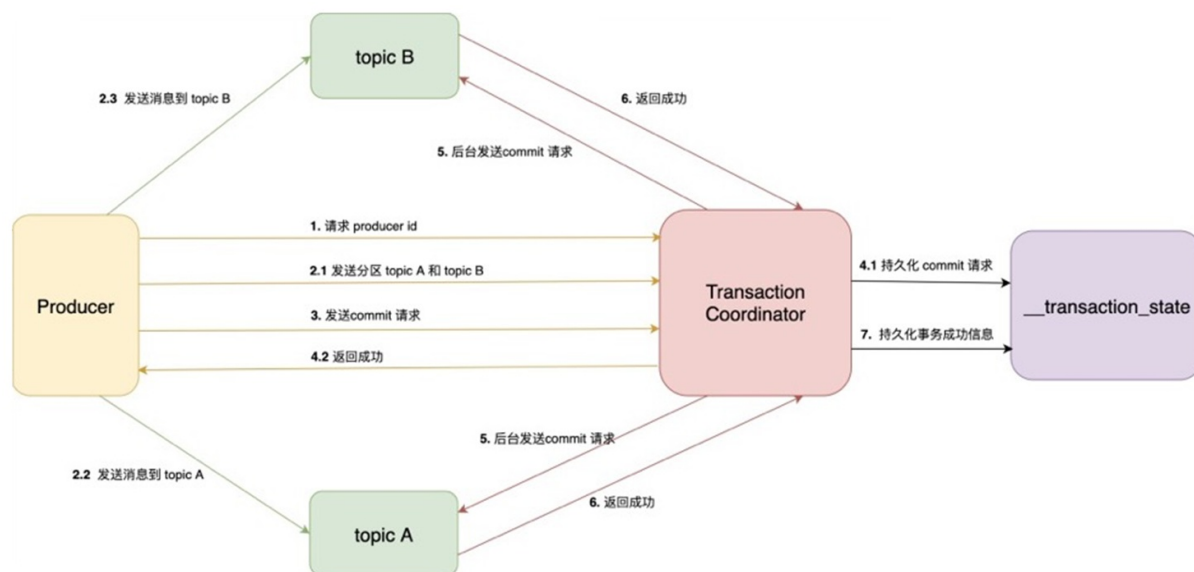 topic B
2.3 发送消息到 topic B
6. 返回成功
5. 后台发送commit 请求
1. 请求 producer id
2.1 发送分区 topic A 和 topic B
Producer
3. 发送commit 请求
4.2 返回成功
Transaction
Coordinator
4.1 持久化 commit 请求
__transaction_state
7. 持久化事务成功信息
5. 后台发送commit 请求
2.2 发送消息到 topic A
6. 返回成功
topic A